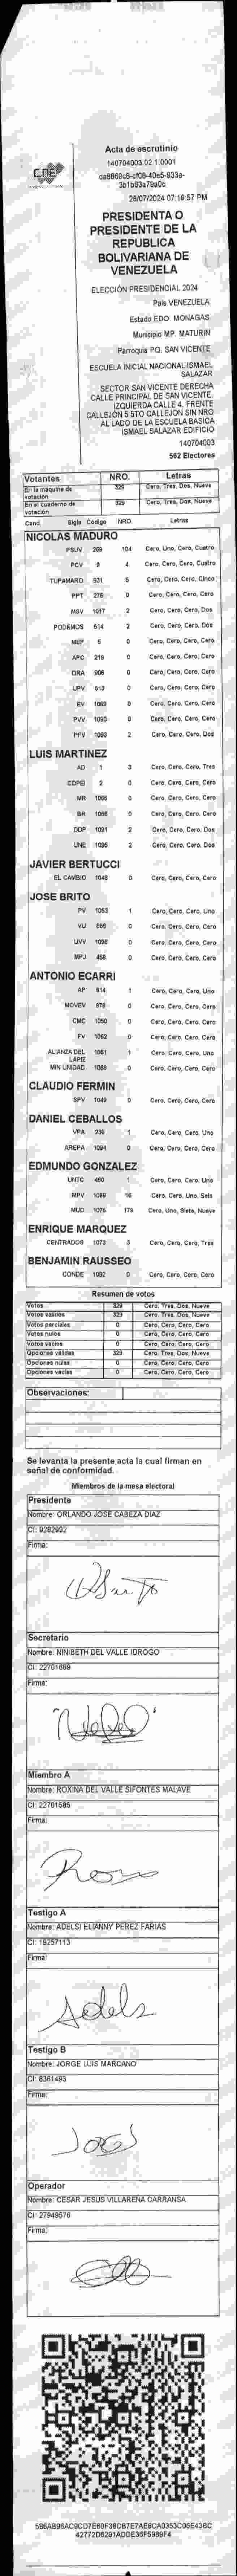 Acta de escrutinio
140704003.02.1.0001
3b1b83a79a0c
28/07/2024 07:19:57 PM
PRESIDENTA O
PRESIDENTE DE LA
REPÚBLICA
BOLIVARIANA DE
VENEZUELA
ELECCIÓN PRESIDENCIAL 2024
País VENEZUELA
Estado EDO. MONAGAS
Municipio MP. MATURIN
Parroquia PQ. SAN VICENTE
ESCUELA INICIAL NACIONAL ISMAEL
SALAZAR
SECTOR SAN VICENTE DERECHA
CALLE PRINCIPAL DE SAN VICENTE.
IZQUIERDA CALLE 4. FRENTE
CALLEJÓN 5 STO CALLEJON SIN NRO
AL LADO DE LA ESCUELA BASICA
ISMAEL SALAZAR EDIFICIO
140704003
562 Electores
Votantes NRO. Letras
En la máquina de votación 329 Cero, Tres, Dos, Nueve
En el cuaderno de votación 329 Cero, Tres, Dos, Nueve
Cand. Sigla Código NRO. Letras
NICOLAS MADURO
PSUV 269 104 Cero, Uno, Cero, Cuatro
PCV 4 Cero, Cero, Cero, Cuatro
TUPAMARO 931 5 Cero, Cero, Cero, Cinco
PPT 275 0 Cero, Cero, Cero, Cero
MSV 1017 2 Cero, Cero, Cero, Dos
PODEMOS 514 2 Cero, Cero, Cero, Dos
MEP 6 0 Cero, Cero, Cero, Cero
APC 219 0 Cero, Cero, Cero, Cero
ORA 908 0 Cero, Cero, Cero, Cero
UPV 513 0 Cero, Cero, Cero, Cero
EV 1089 0 Cero, Cero, Cero, Cero
PVV 1090 0 Cero, Cero, Cero, Cero
PFV 1093 2 Cero, Cero, Cero, Dos
LUIS MARTINEZ
AD 1 3 Cero, Cero, Cero, Tres
COPEI 2 0 Cero, Cero, Cero, Cero
MR 0 Cero, Cero, Cero, Cero
BR 0 Cero, Cero, Cero, Cero
DDP 1091 2 Cero, Cero, Cero, Dos
UNE 1095 2 Cero, Cero, Cero, Dos
JAVIER BERTUCCI
EL CAMBIO 1048 0 Cero, Cero, Cero, Cero
JOSE BRITO
PV 1053 1 Cero, Cero, Cero, Uno
VU 0 Cero, Cero, Cero, Cero
UVV 1098 0 Cero, Cero, Cero, Cero
MPJ 458 0 Cero, Cero, Cero, Cero
ANTONIO ECARRI
AP 814 1 Cero, Cero, Cero, Uno
MOVEV 0 Cero, Cero, Cero, Cero
CMC 1050 0 Cero, Cero, Cero, Cero
FV 1052 0 Cero, Cero, Cero, Cero
ALIANZA DEL LAPIZ 1061 1 Cero, Cero, Cero, Uno
MIN UNIDAD 1088 0 Cero, Cero, Cero, Cero
CLAUDIO FERMIN
SPV 1049 0 Cero, Cero, Cero, Cero
DANIEL CEBALLOS
VPA 236 1 Cero, Cero, Cero, Uno
AREPA 1094 0 Cero, Cero, Cero, Cero
EDMUNDO GONZALEZ
UNTC 460 1 Cero, Cero, Cero, Uno
MPV 1089 16 Cero, Cero, Uno, Seis
MUD 1076 179 Cero, Uno, Siete, Nueve
ENRIQUE MARQUEZ
CENTRADOS 1073 3 Cero, Cero, Cero, Tres
BENJAMIN RAUSSEO
CONDE 1092 0 Cero, Cero, Cero, Cero
Resumen de votos
Votos 329 Cero, Tres, Dos, Nueve
Votos válidos 329 Cero, Tres, Dos, Nueve
Votos parciales 0 Cero, Cero, Cero, Cero
Votos nulos 0 Cero, Cero, Cero, Cero
Votos vacíos 0 Cero, Cero, Cero, Cero
Opciones válidas 329 Cero, Tres, Dos, Nueve
Opciones nulas 0 Cero, Cero, Cero, Cero
Opciones vacías 0 Cero, Cero, Cero, Cero
Observaciones:
Se levanta la presente acta la cual firman en
señal de conformidad.
Miembros de la mesa electoral
Presidente
Nombre: ORLANDO JOSE CABEZA DIAZ
CI: 9282992
Firma:
Secretario
Nombre: NINIBETH DEL VALLE IDROGO
CI: 22701689
Firma:
Miembro A
Nombre: ROXINA DEL VALLE SIFONTES MALAVE
CI: 22701585
Firma:
Testigo A
Nombre: ADELSI ELIANNY PEREZ FARIAS
CI: 19257113
Firma:
Adels
Testigo B
Nombre: JORGE LUIS MARCANO
CI: 8361493
Firma:
Operador
Nombre: CESAR JESUS VILLARENA CARRANSA
CI: 27949576
Firma: